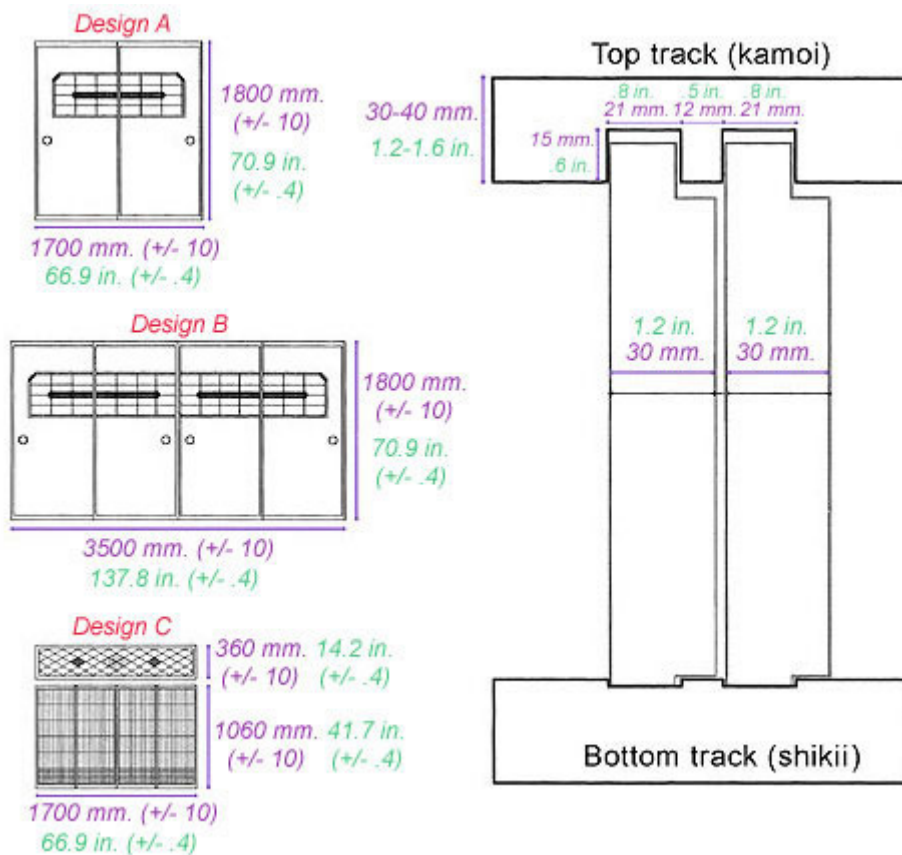 Design A
1800 mm.
(+/- 10)
70.9 in.
(+/- .4)
1700 mm. (+/- 10)
66.9 in. (+/- .4)
Design B
1800 mm.
(+/- 10)
70.9 in.
(+/- .4)
3500 mm. (+/- 10)
137.8 in. (+/- .4)
Design C
360 mm. 14.2 in.
(+/- 10) (+/- .4)
1060 mm. 41.7 in.
(+/- 10) (+/- .4)
1700 mm. (+/- 10)
66.9 in. (+/- .4)
Top track (kamoi)
.8 in. .5 in. .8 in.
21 mm. 12 mm. 21 mm.
30-40 mm.
1.2-1.6 in.
15 mm.
.6 in.
1.2 in. 1.2 in.
30 mm. 30 mm.
Bottom track (shikii)